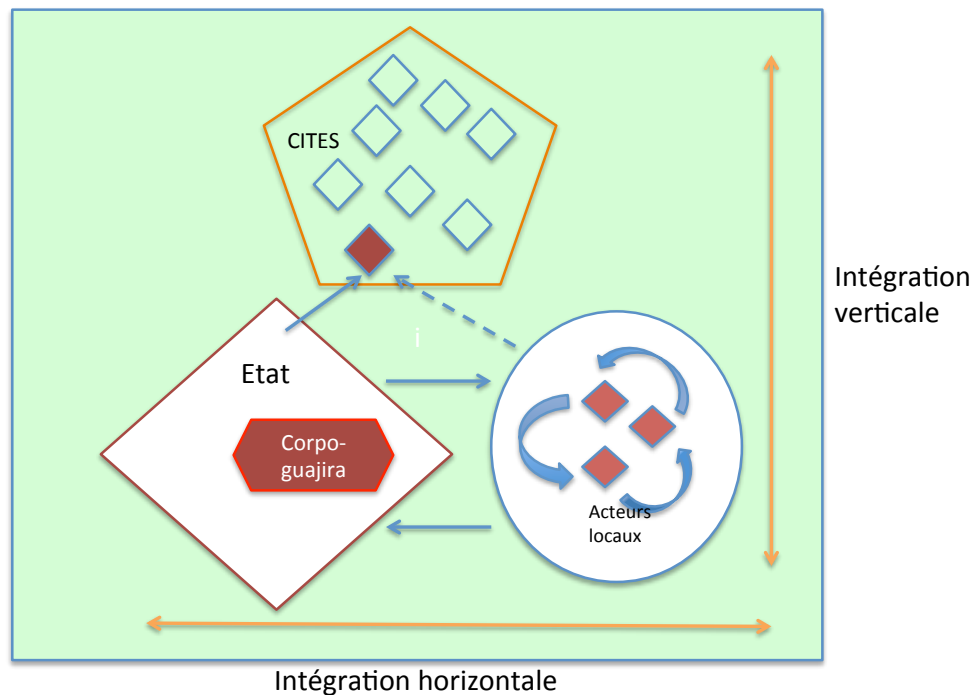 CITES
Intégration
verticale
i
Etat
Corpo-
guajira
Acteurs
locaux
Intégration horizontale